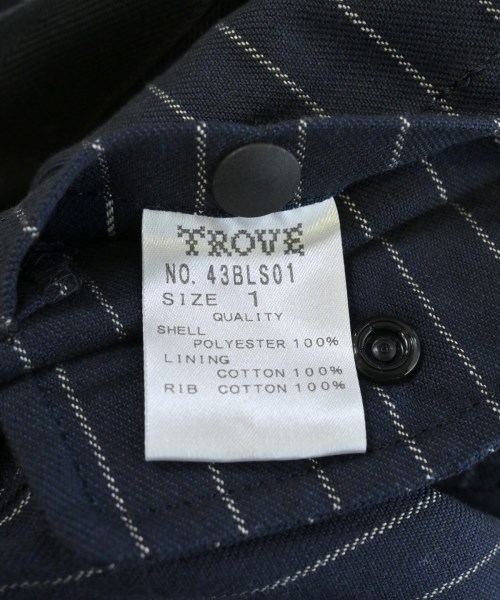 TROVE
NO. 43BLS01
SIZE 1
QUALITY
SHELL
POLYESTER 100%
LINING
COTTON 100%
RIB COTTON 100%